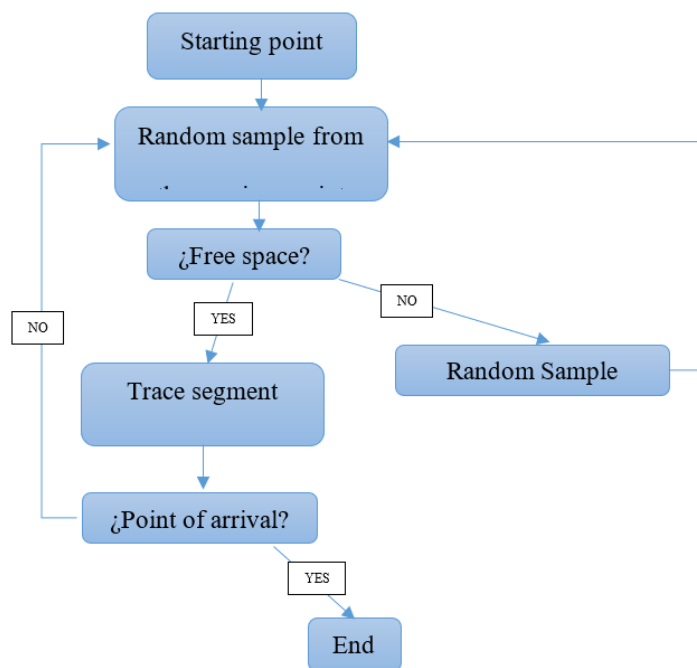 Starting point
Random sample from
¿Free space?
YES
NO
NO
Trace segment
Random Sample
¿Point of arrival?
YES
End